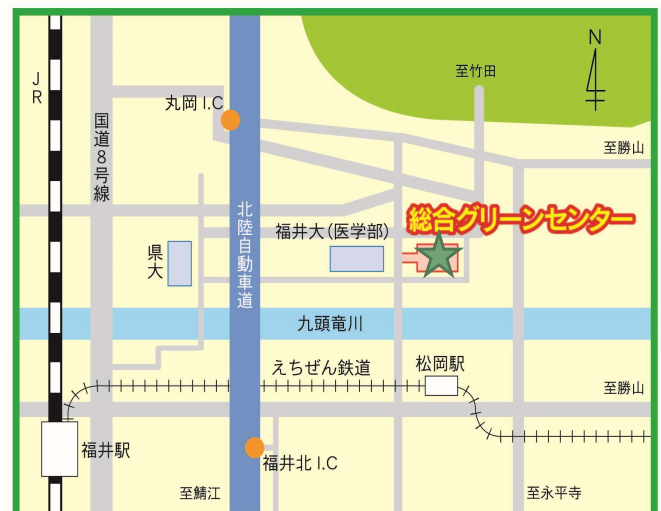 N
至竹田
JR
丸岡I.C
国道8号線
至勝山
北陸自動車道
総合グリーンセンター
福井大(医学部)
県大
九頭竜川
えちぜん鉄道
松岡駅
至勝山
福井駅
福井北I.C
至鯖江
至永平寺